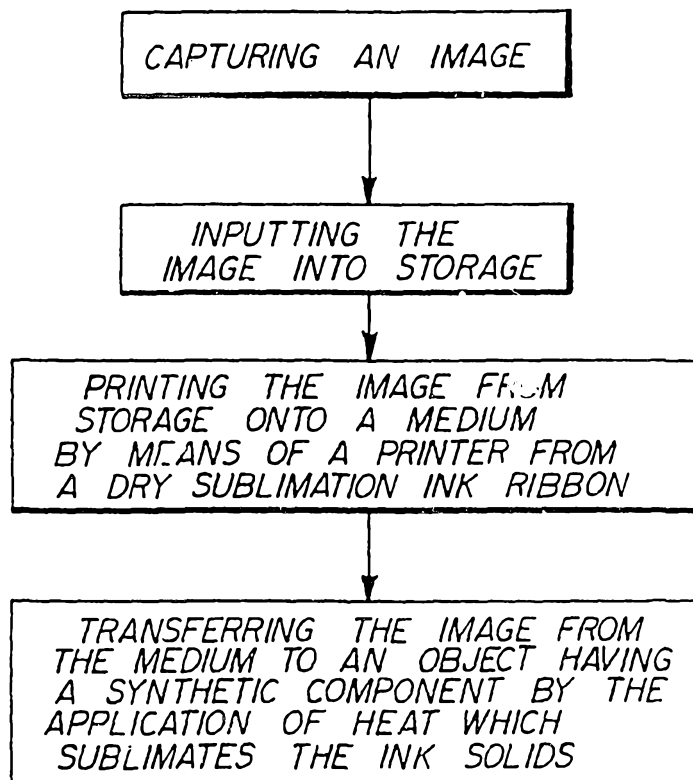 CAPTURING AN IMAGE
INPUTTING THE
IMAGE INTO STORAGE
PRINTING THE IMAGE FROM
STORAGE ONTO A MEDIUM
BY MEANS OF A PRINTER FROM
A DRY SUBLIMATION INK RIBBON
TRANSFERRING THE IMAGE FROM
THE MEDIUM TO AN OBJECT HAVING
A SYNTHETIC COMPONENT BY THE
APPLICATION OF HEAT WHICH
SUBLIMATES THE INK SOLIDS